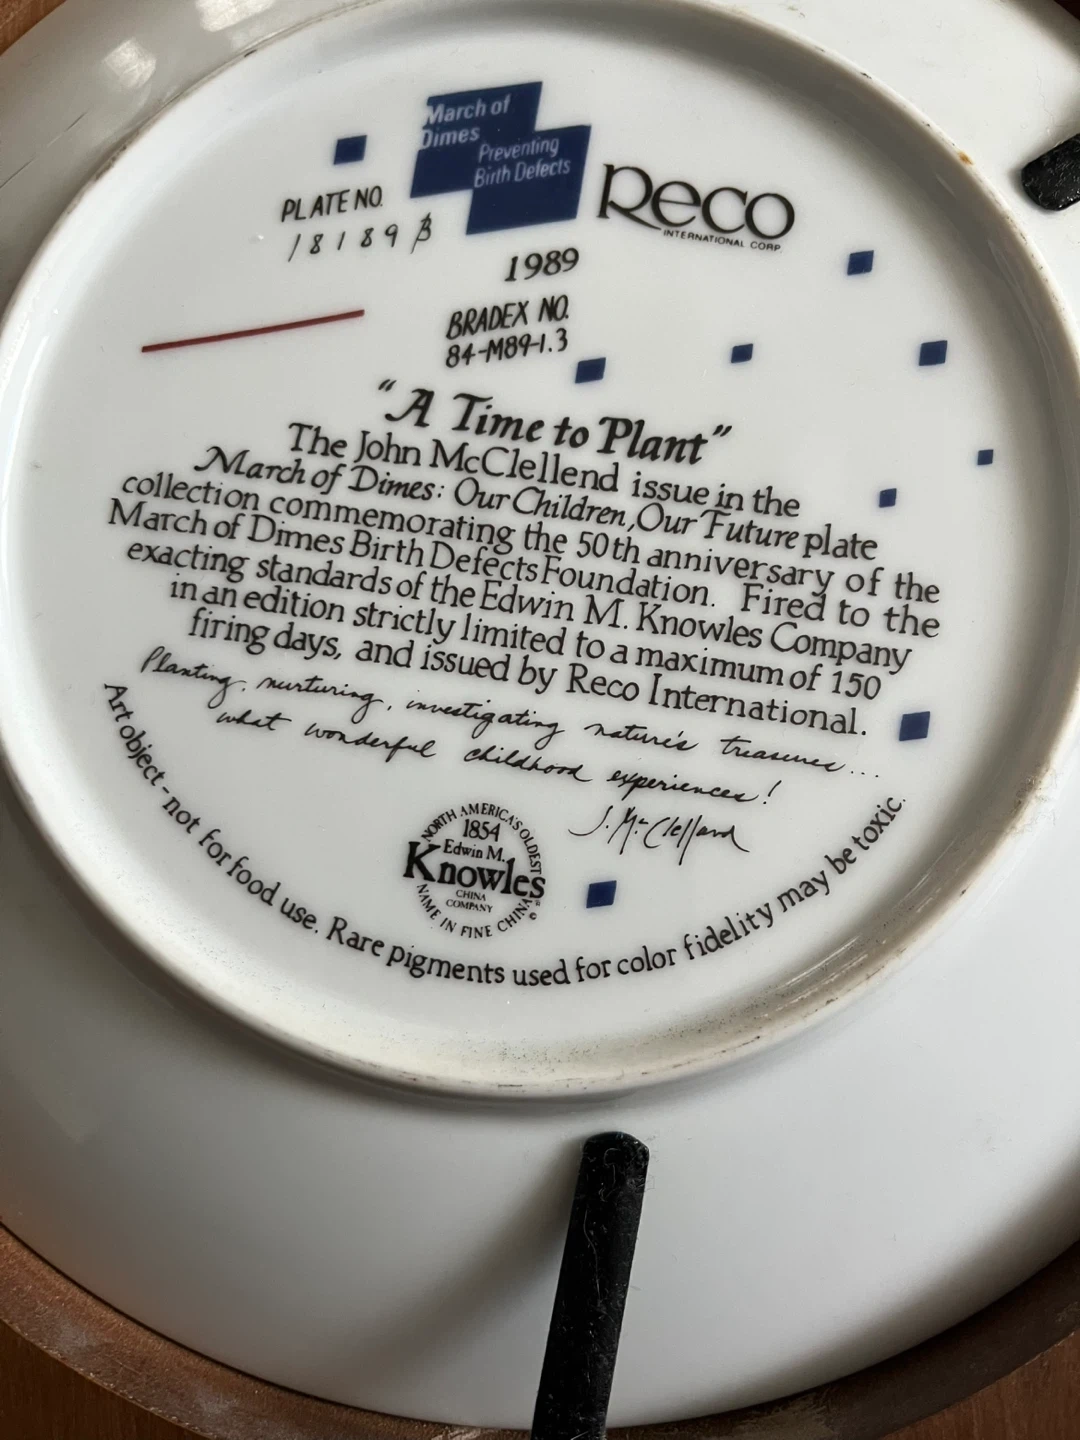 March of
Dimes
Preventing
Birth Defects
Reco
INTERNATIONAL CORP.
PLATE NO.
18189B
1989
BRADEX NO.
84-M89-1.3
"A Time to Plant"
The John McClellend issue in the
March of Dimes: Our Children, Our Future plate
collection commemorating the 50th anniversary of the
March of Dimes Birth Defects Foundation. Fired to the
exacting standards of the Edwin M. Knowles Company
in an edition strictly limited to a maximum of 150
firing days, and issued by Reco International.
Planting, nurturing, investigating nature's treasures...
what wonderful childhood experiences!
J. McClelland
NORTH AMERICA'S OLDEST
1854
Edwin M.
Knowles
CHINA
COMPANY
NAME IN FINE CHINA
©
Art object - not for food use. Rare pigments used for color fidelity may be toxic.